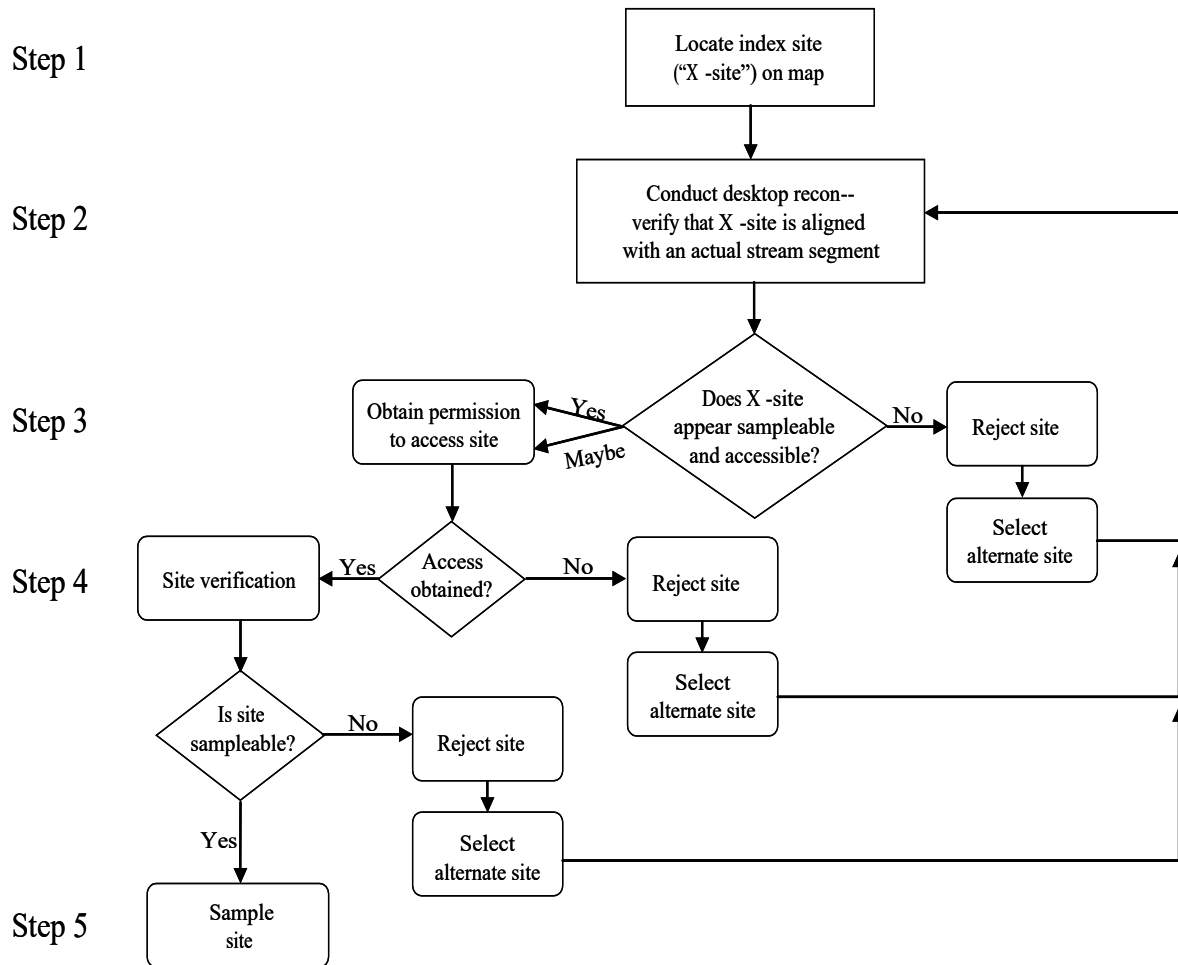 Step 1
Locate index site
(“X -site”) on map
Step 2
Conduct desktop recon--
verify that X -site is aligned
with an actual stream segment
Step 3
Obtain permission
to access site
Yes
Maybe
Does X -site
appear sampleable
and accessible?
No
Reject site
Select
alternate site
Step 4
Site verification
Yes
Access
obtained?
No
Reject site
Select
alternate site
Is site
sampleable?
No
Reject site
Select
alternate site
Yes
Step 5
Sample
site